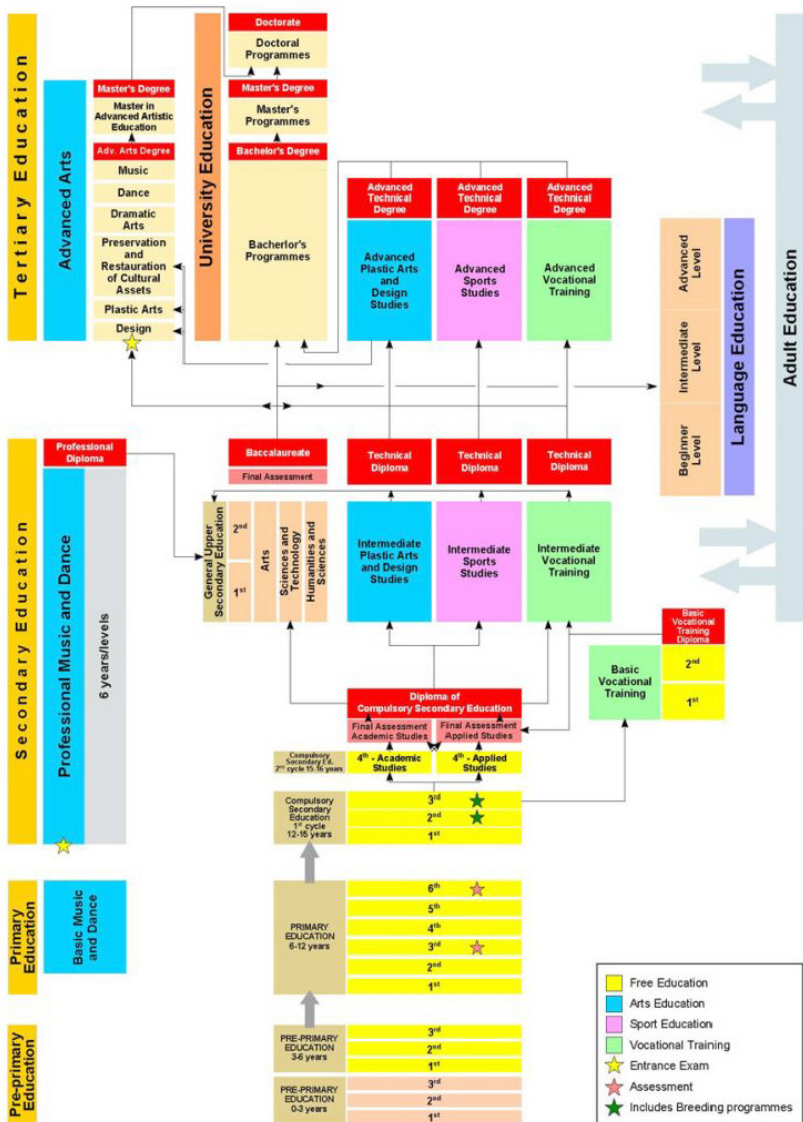 Tertiary Education
Advanced Arts
Master's Degree
Master in
Advanced Artistic
Education
Adv. Arts Degree
Music
Dance
Dramatic
Arts
Preservation
and
Restauration
of Cultural
Assets
Plastic Arts
Design
University Education
Doctorate
Doctoral
Programmes
Master's Degree
Master's
Programmes
Bachelor's Degree
Bacherlor's
Programmes
Advanced
Technical
Degree
Advanced
Plastic Arts
and
Design
Studies
Advanced
Technical
Degree
Advanced
Sports
Studies
Advanced
Technical
Degree
Advanced
Vocational
Training
Advanced
Level
Intermediate
Level
Beginner
Level
Language Education
Adult Education
Secondary Education
Professional
Diploma
Professional Music and Dance
6 years/levels
Baccalaureate
Final Assessment
General Upper
Secondary Education
2nd
1st
Arts
Sciences and
Technology
Humanities and
Sciences
Technical
Diploma
Intermediate
Plastic Arts
and Design
Studies
Technical
Diploma
Intermediate
Sports
Studies
Technical
Diploma
Intermediate
Vocational
Training
Basic
Vocational
Training Diploma
Basic
Vocational
Training
2nd
1st
Diploma of
Compulsory Secondary Education
Final Assessment
Academic Studies
Final Assessment
Applied Studies
Compulsory
Secondary Ed.
2nd cycle 15-16 years
4th - Academic
Studies
4th - Applied
Studies
Compulsory
Secondary
Education
1st cycle
12-15 years
3rd
2nd
1st
Primary
Education
Basic Music
and Dance
PRIMARY
EDUCATION
6-12 years
6th
5th
4th
3rd
2nd
1st
Pre-primary
Education
PRE-PRIMARY
EDUCATION
3-6 years
3rd
2nd
1st
PRE-PRIMARY
EDUCATION
0-3 years
3rd
2nd
1st
Free Education
Arts Education
Sport Education
Vocational Training
Entrance Exam
Assessment
Includes Breeding programmes